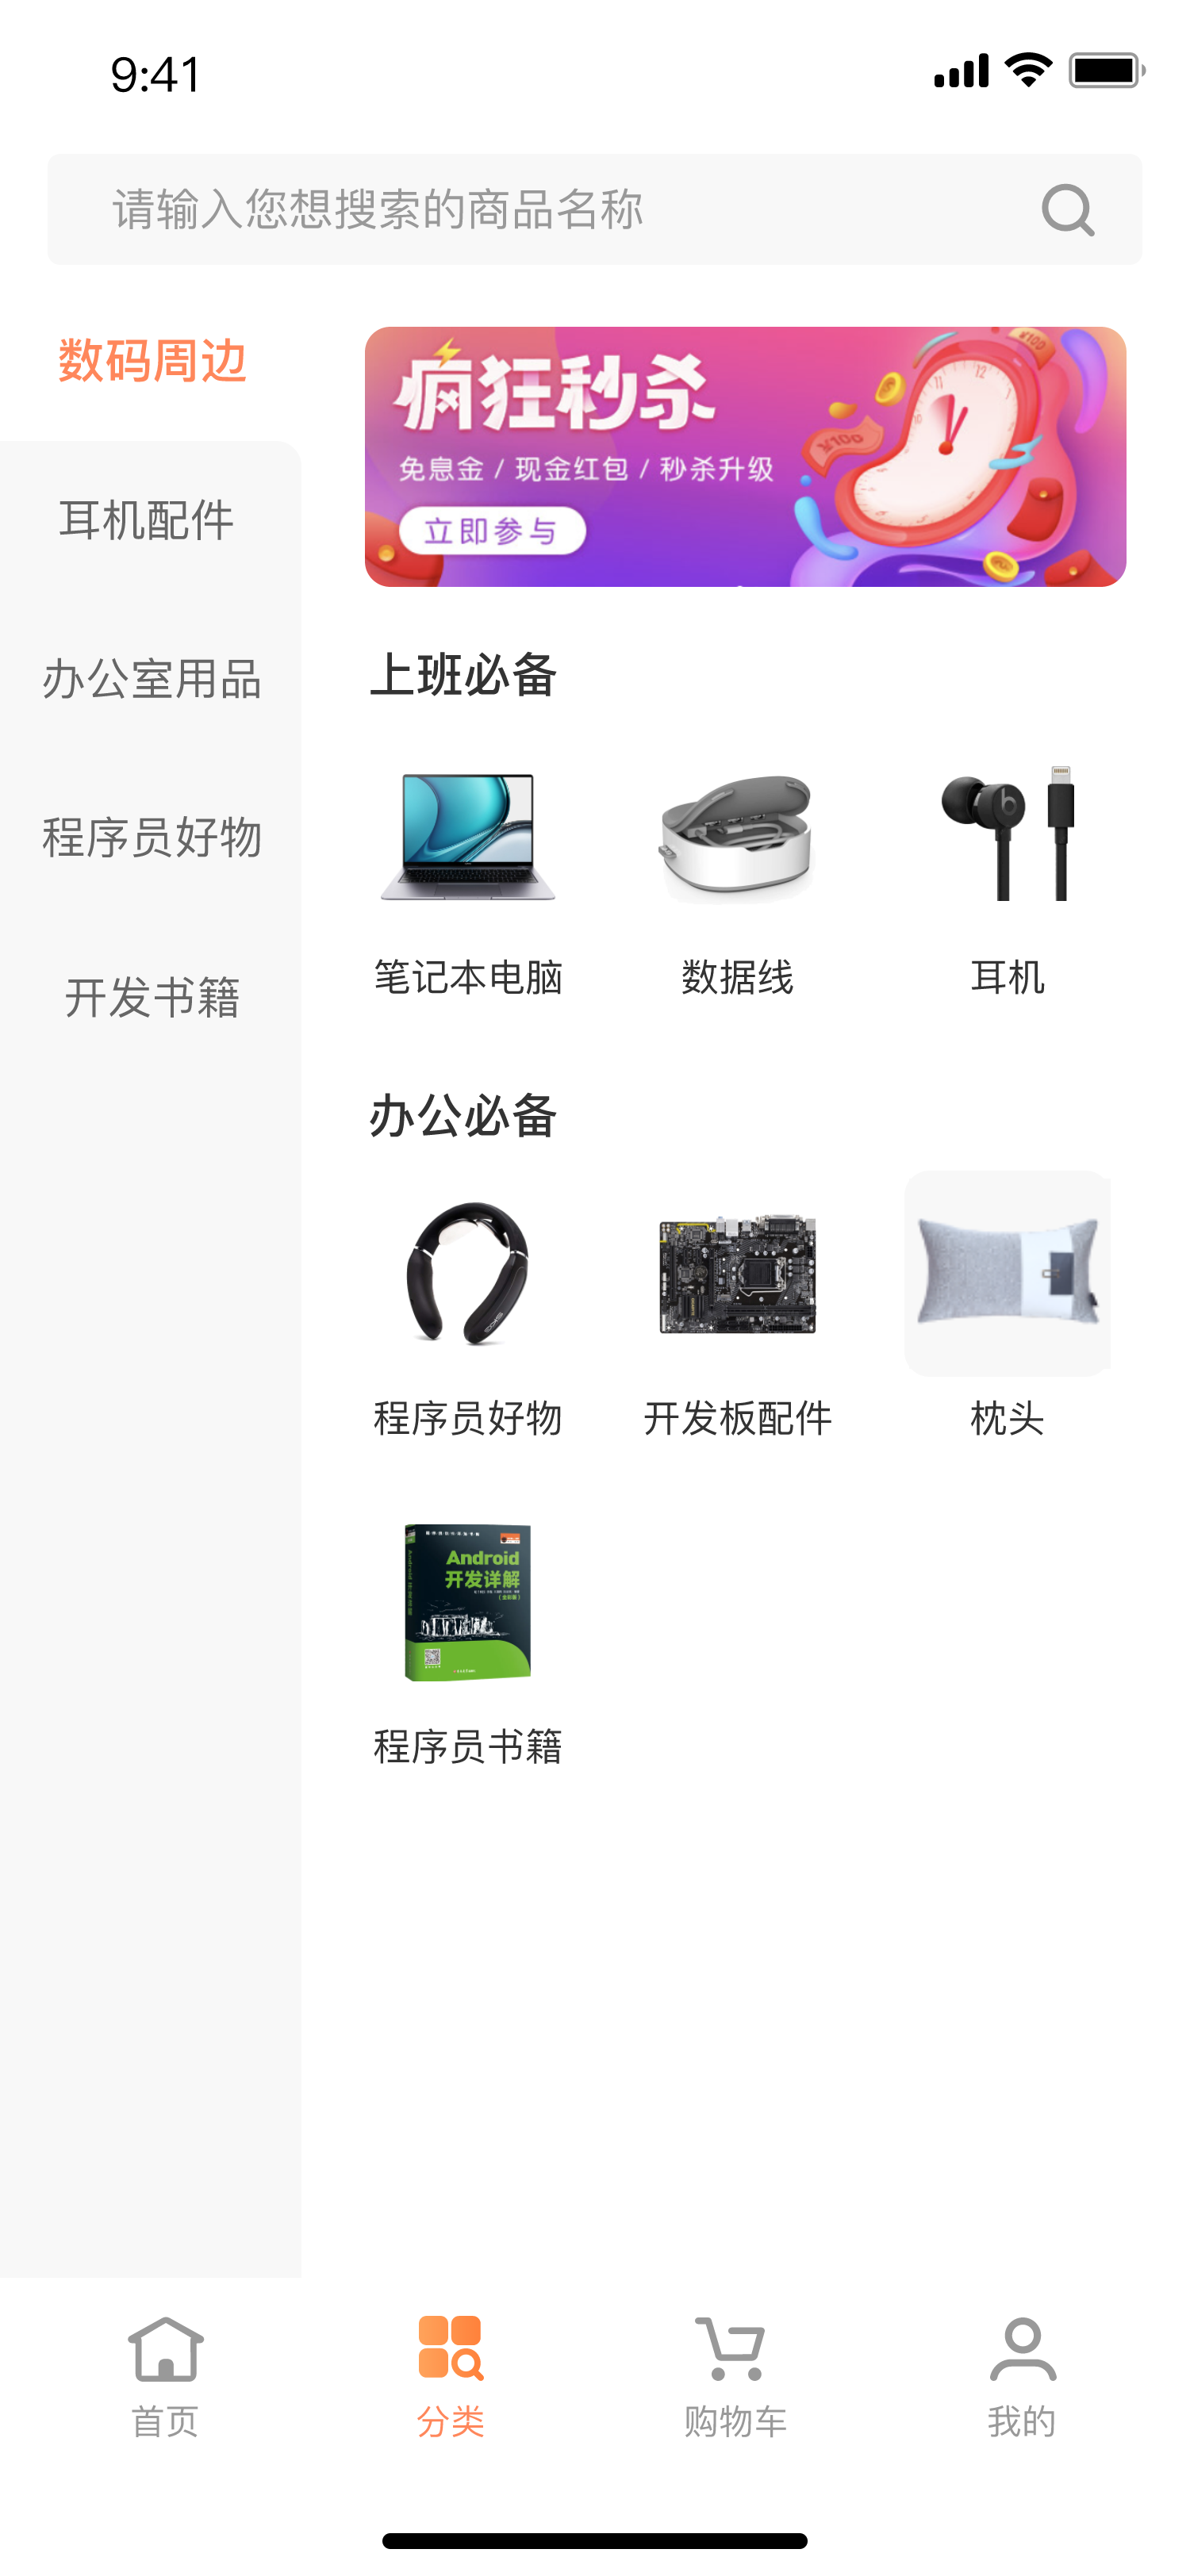 9:41
请输入您想搜索的商品名称
数码周边
耳机配件
办公室用品
程序员好物
开发书籍
疯狂秒杀
免息金 / 现金红包 / 秒杀升级
立即参与
¥100
¥100
上班必备
笔记本电脑
数据线
耳机
办公必备
程序员好物
开发板配件
枕头
Android
开发详解
程序员书籍
首页
分类
购物车
我的